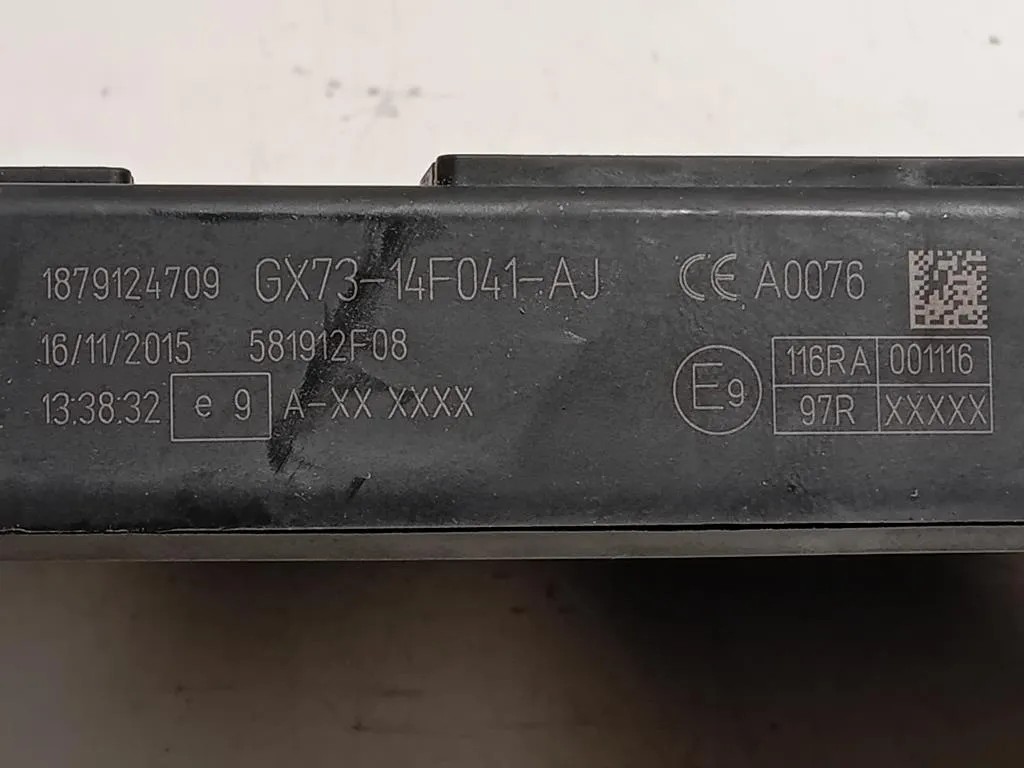 1879124709 GX73-14F041-AJ CE A0076
16/11/2015 581912F08
13:38:32 e 9 A-XX XXXX
E9 116RA 001116
97R XXXXX